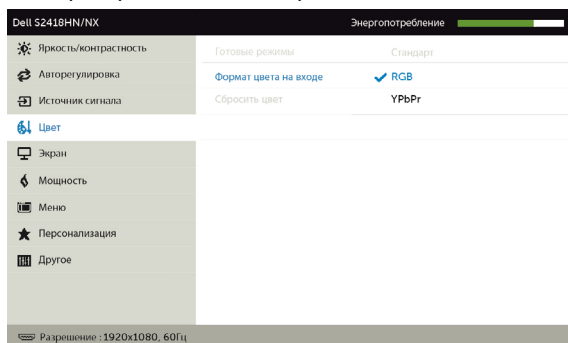 Dell S2418HN/NX Энергопотребление
Яркость/контрастность Готовые режимы Стандарт
Авторегулировка Формат цвета на входе RGB
Источник сигнала Сбросить цвет YPbPr
Цвет
Экран
Мощность
Меню
Персонализация
Другое
Разрешение : 1920x1080, 60Гц